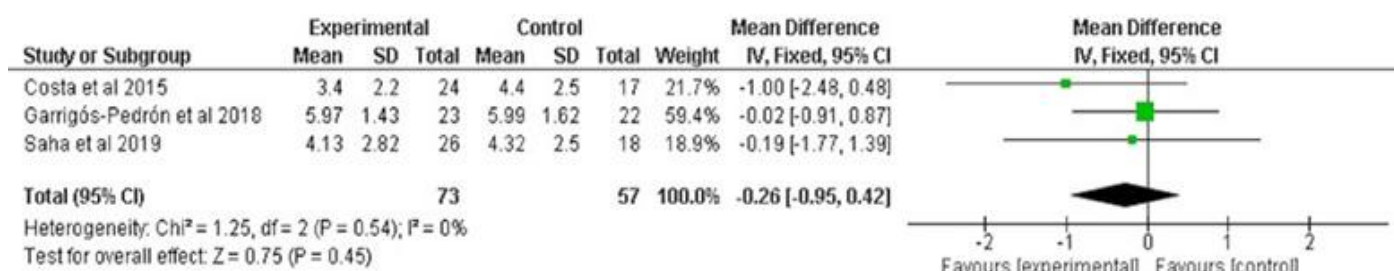 Experimental Control Mean Difference Mean Difference
Study or Subgroup Mean SD Total Mean SD Total Weight IV, Fixed, 95% CI IV, Fixed, 95% CI
Costa et al 2015 3.4 2.2 24 4.4 2.5 17 21.7% -1.00 [-2.48, 0.48]
Garrigós-Pedrón et al 2018 5.97 1.43 23 5.99 1.62 22 59.4% -0.02 [-0.91, 0.87]
Saha et al 2019 4.13 2.82 26 4.32 2.5 18 18.9% -0.19 [-1.77, 1.39]
Total (95% CI) 73 57 100.0% -0.26 [-0.95, 0.42]
Heterogeneity: Chi² = 1.25, df = 2 (P = 0.54); I² = 0%
Test for overall effect: Z = 0.75 (P = 0.45)
-2 -1 0 1 2
Favours [experimental] Favours [control]